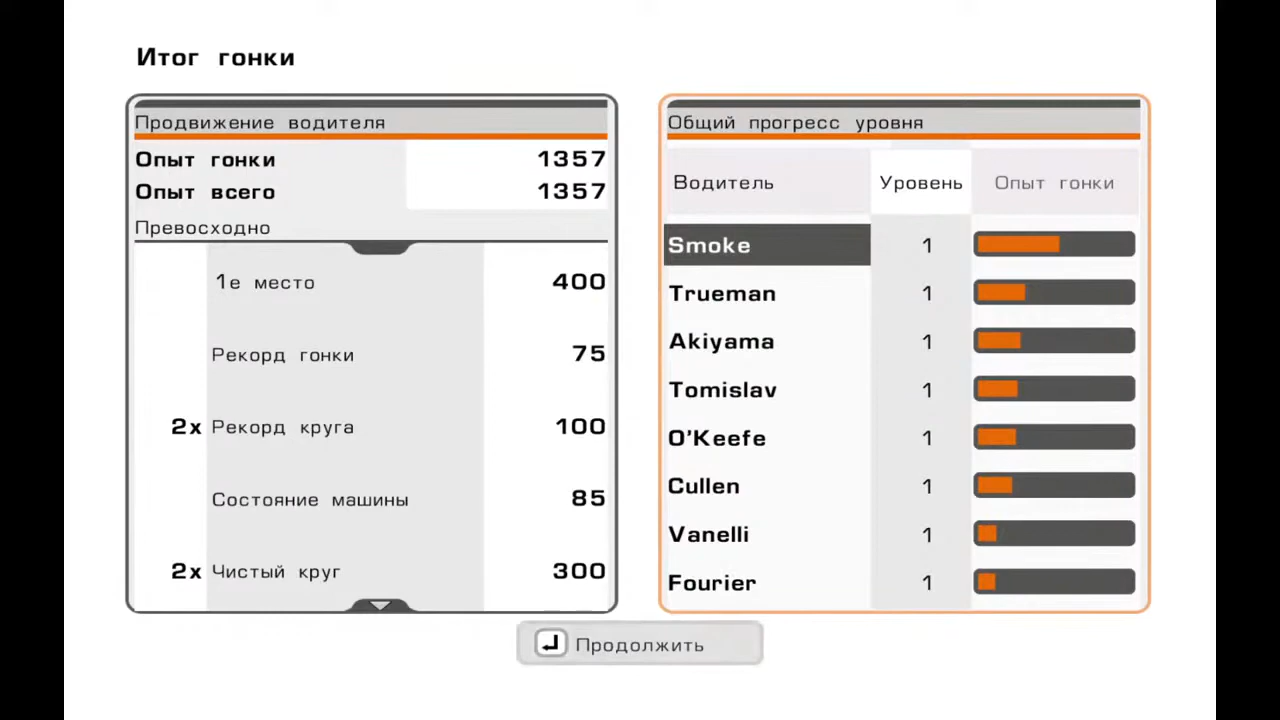 Итог гонки
Продвижение водителя
Опыт гонки 1357
Опыт всего 1357
Превосходно
1е место 400
Рекорд гонки 75
2x Рекорд круга 100
Состояние машины 85
2x Чистый круг 300
Общий прогресс уровня
Водитель Уровень Опыт гонки
Smoke 1
Trueman 1
Akiyama 1
Tomislav 1
O'Keefe 1
Cullen 1
Vanelli 1
Fourier 1
Продолжить